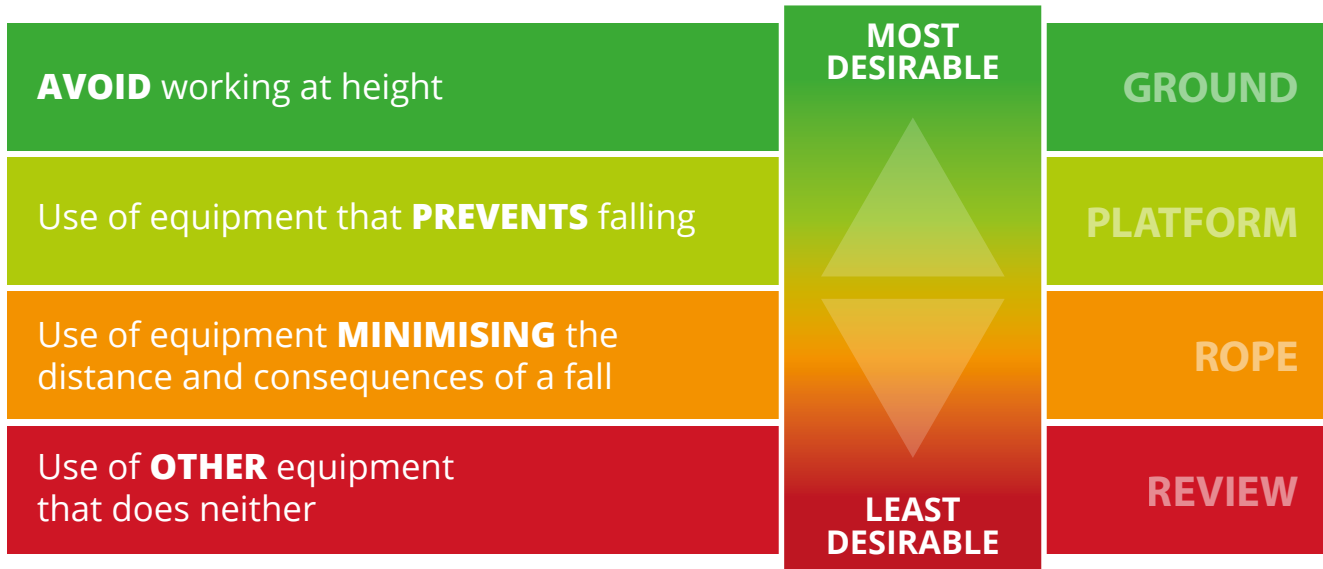 AVOID working at height
Use of equipment that PREVENTS falling
Use of equipment MINIMISING the
distance and consequences of a fall
Use of OTHER equipment
that does neither
MOST
DESIRABLE
LEAST
DESIRABLE
GROUND
PLATFORM
ROPE
REVIEW